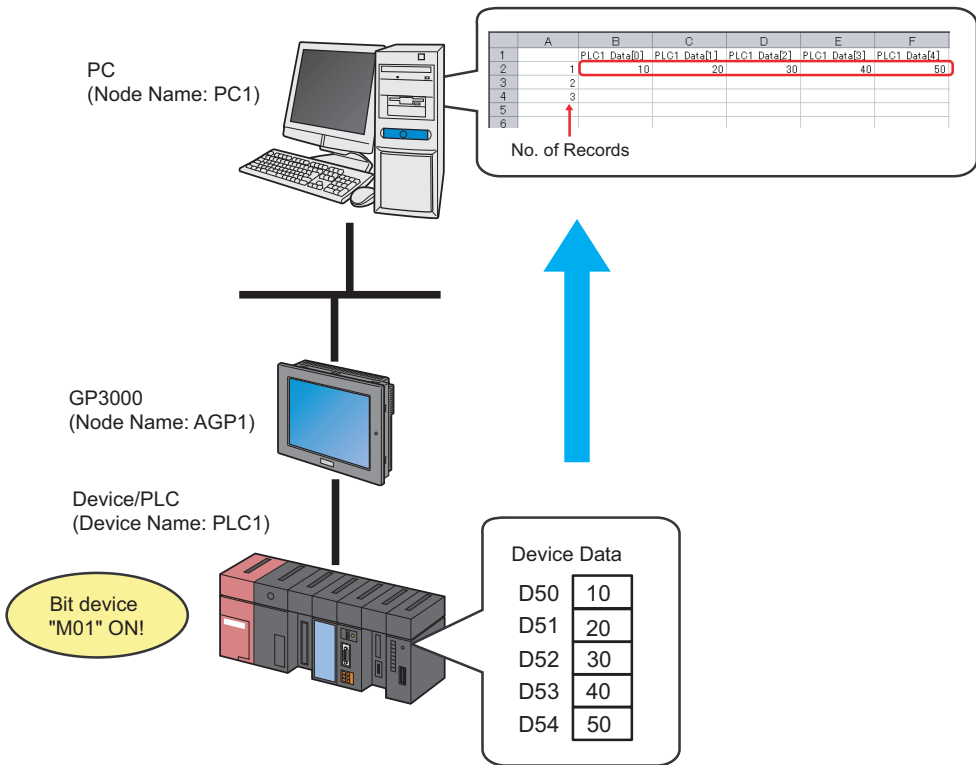 PC
(Node Name: PC1)
A B C D E F
1 PLC1 Data[0] PLC1 Data[1] PLC1 Data[2] PLC1 Data[3] PLC1 Data[4]
2 1 10 20 30 40 50
3 2
4 3
5
6
No. of Records
GP3000
(Node Name: AGP1)
Device/PLC
(Device Name: PLC1)
Bit device
"M01" ON!
Device Data
D50 10
D51 20
D52 30
D53 40
D54 50